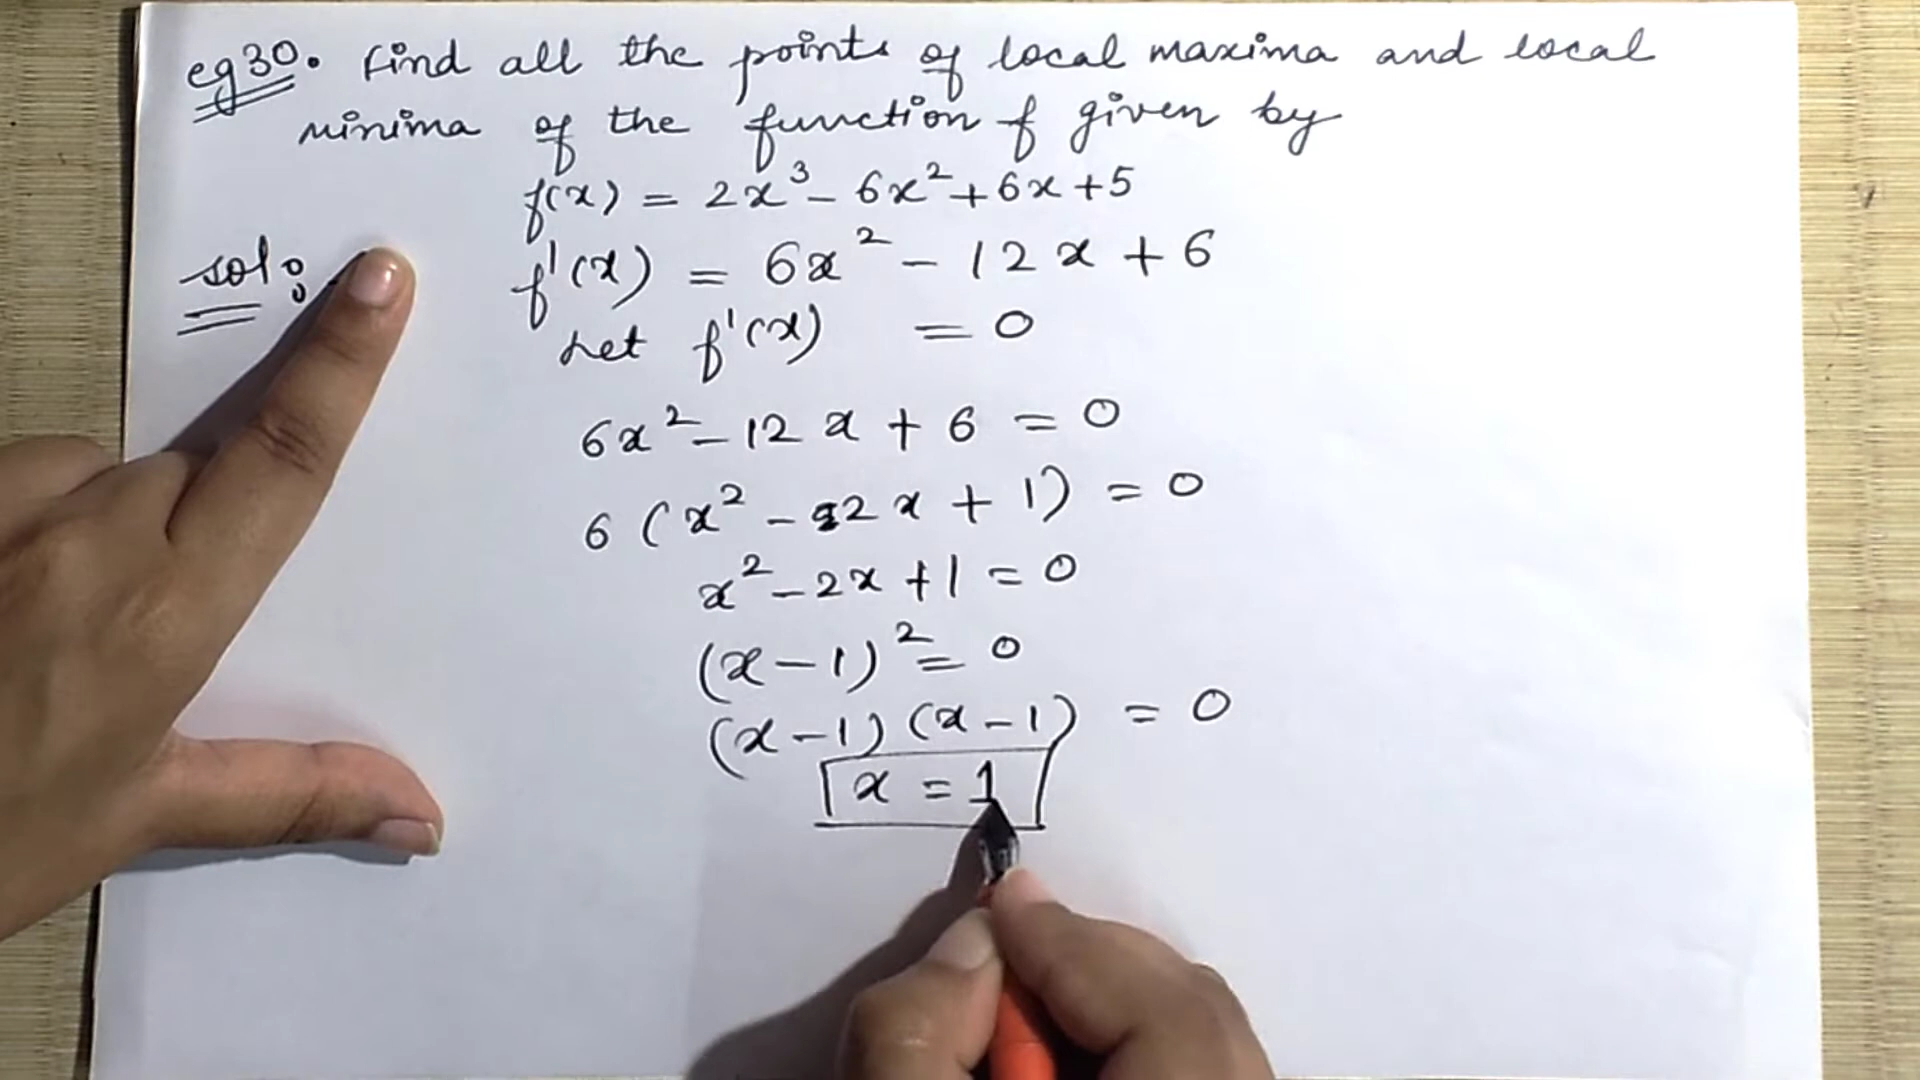 eg 30. Find all the points of local maxima and local
minima of the function f given by
f(x) = 2x³ - 6x² + 6x + 5
sol: f'(x) = 6x² - 12x + 6
Let f'(x) = 0
6x² - 12x + 6 = 0
6(x² - 2x + 1) = 0
x² - 2x + 1 = 0
(x - 1)² = 0
(x - 1)(x - 1) = 0
x = 1